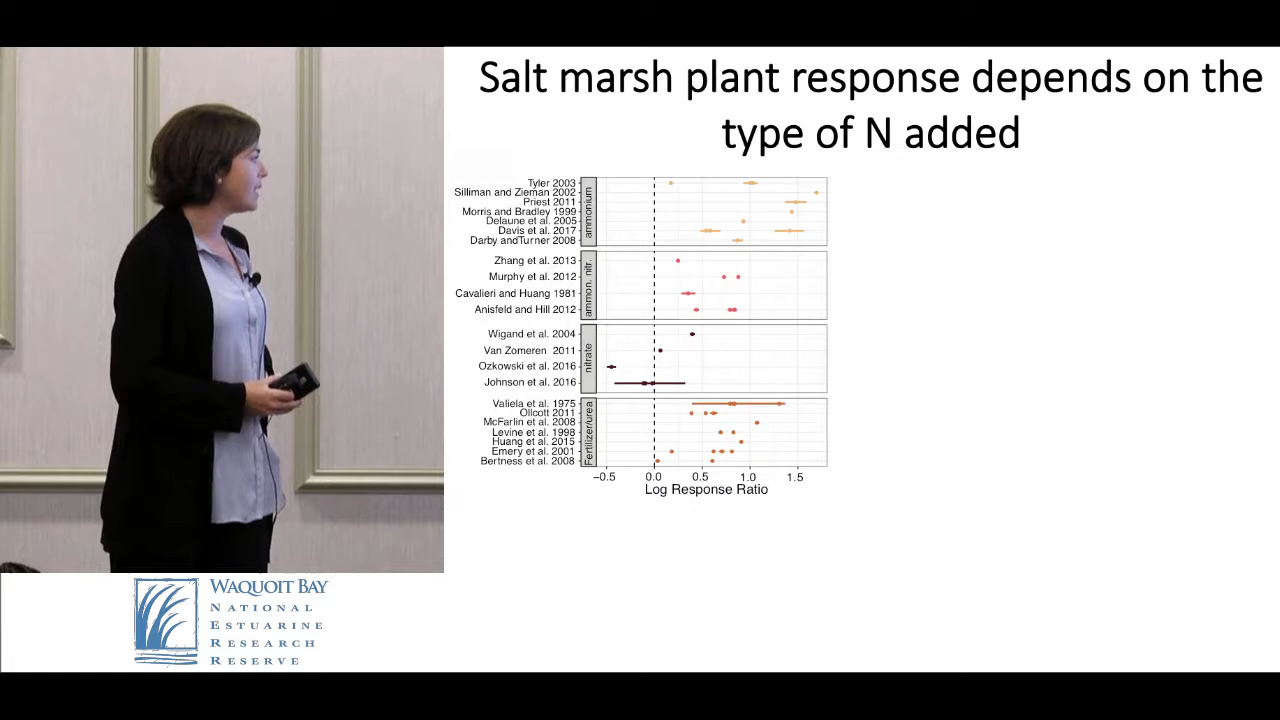 Salt marsh plant response depends on the
type of N added
Tyler 2003
Silliman and Zieman 2002
Priest 2011
Morris and Bradley 1999
Delaune et al. 2005
Davis et al. 2017
Darby andTurner 2008
ammonium
Zhang et al. 2013
Murphy et al. 2012
Cavalieri and Huang 1981
Anisfeld and Hill 2012
ammon. nitr.
Wigand et al. 2004
Van Zomeren 2011
Ozkowski et al. 2016
Johnson et al. 2016
nitrate
Valiela et al. 1975
Ollcott 2011
McFarlin et al. 2008
Levine et al. 1998
Huang et al. 2015
Emery et al. 2001
Bertness et al. 2008
Fertilizer/urea
−0.5 0.0 0.5 1.0 1.5
Log Response Ratio
WAQUOIT BAY
NATIONAL
ESTUARINE
RESEARCH
RESERVE